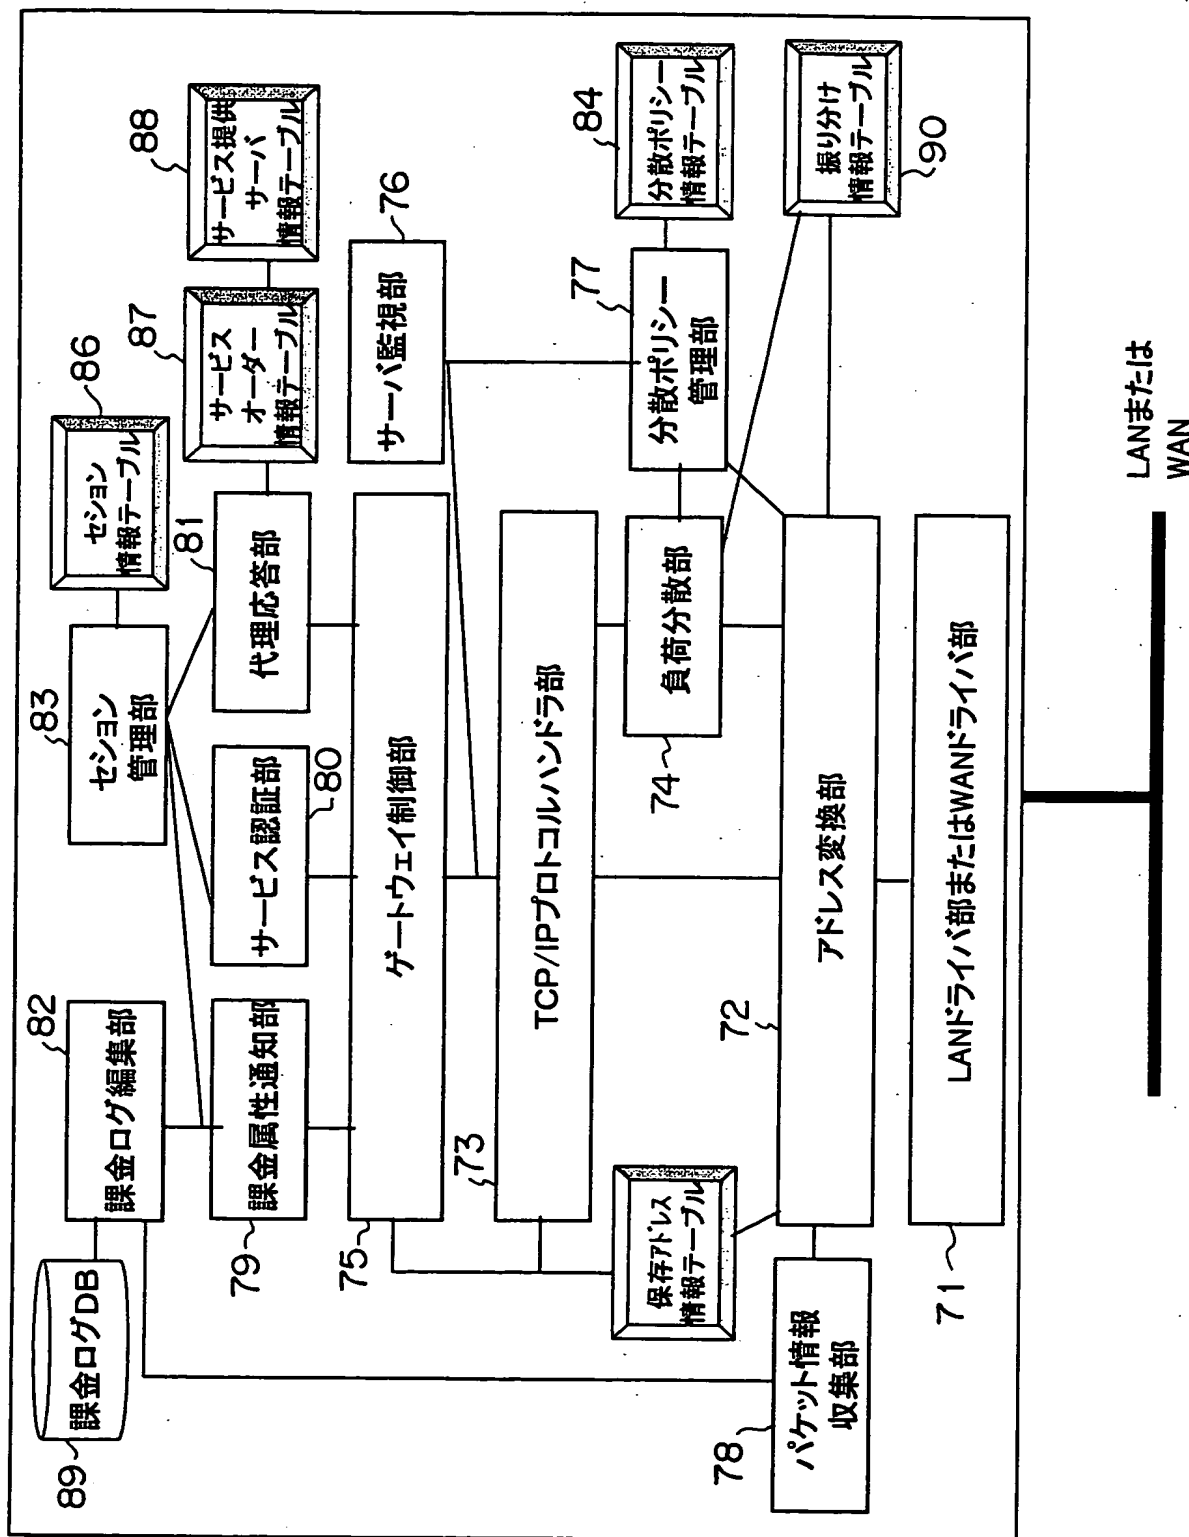 89
課金ログDB
82
課金ログ編集部
83
セション
管理部
86
セション
情報テーブル
79
課金属性通知部
80
サービス認証部
81
代理応答部
87
サービス
オーダー
情報テーブル
88
サービス提供
サーバ
情報テーブル
75
ゲートウェイ制御部
76
サーバ監視部
73
TCP/IPプロトコルハンドラ部
保存アドレス
情報テーブル
74
負荷分散部
77
分散ポリシー
管理部
84
分散ポリシー
情報テーブル
78
パケット情報
収集部
72
アドレス変換部
振り分け
情報テーブル
90
71
LANドライバ部またはWANドライバ部
LANまたは
WAN